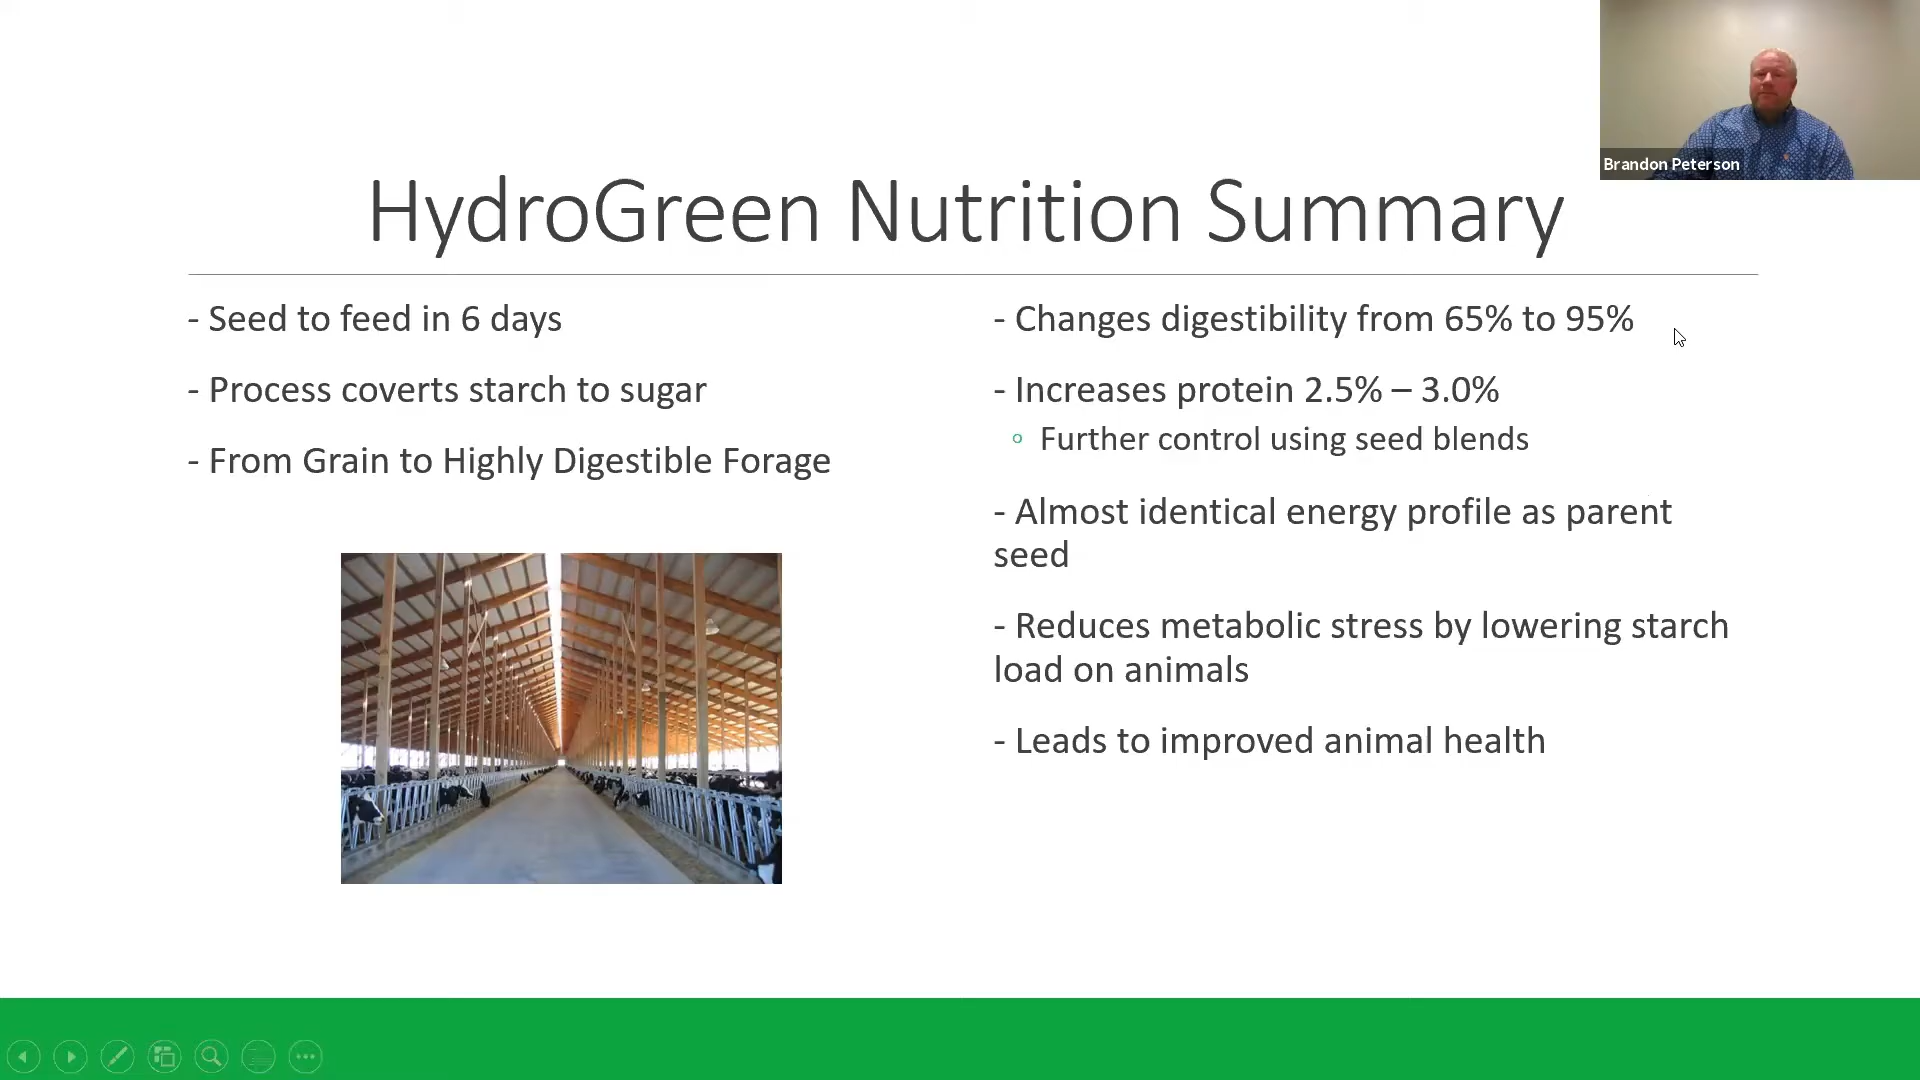 Brandon Peterson
HydroGreen Nutrition Summary
- Seed to feed in 6 days
- Process coverts starch to sugar
- From Grain to Highly Digestible Forage
- Changes digestibility from 65% to 95%
- Increases protein 2.5% – 3.0%
Further control using seed blends
- Almost identical energy profile as parent
seed
- Reduces metabolic stress by lowering starch
load on animals
- Leads to improved animal health